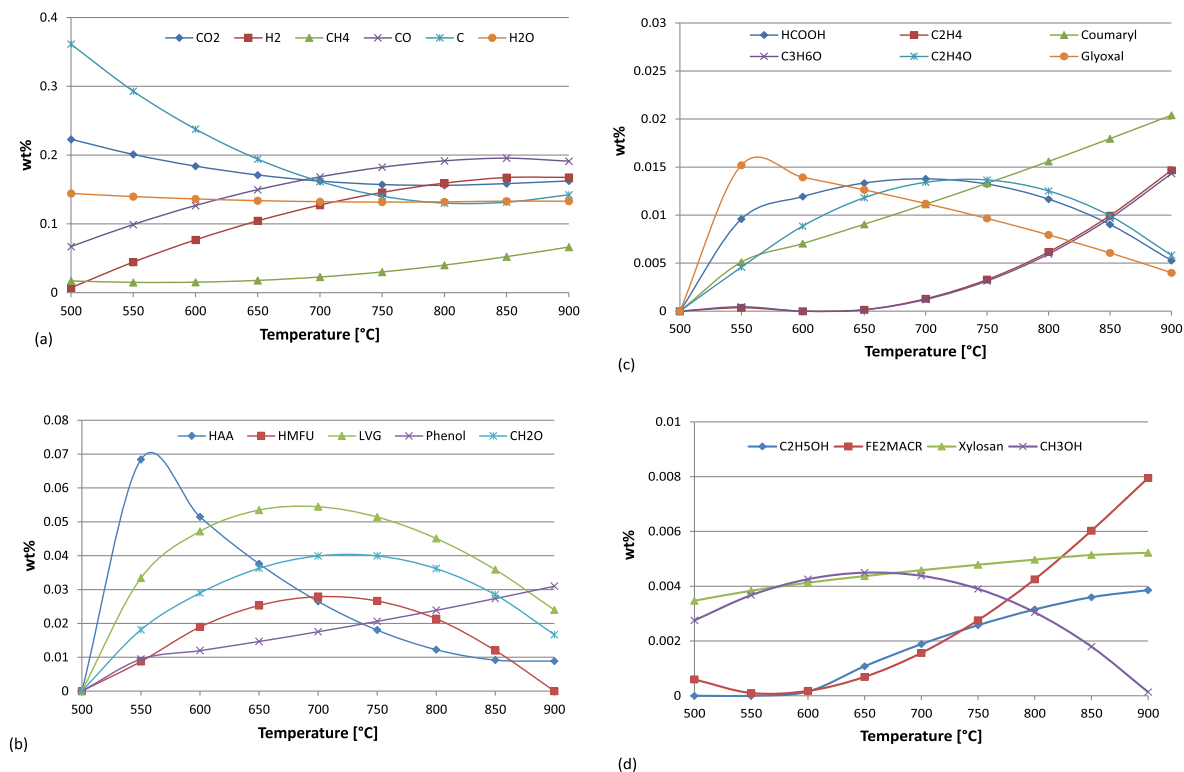 0.4
CO2 H2 CH4 CO C H2O
0.3
wt%
0.2
0.1
0
500 550 600 650 700 750 800 850 900
Temperature [°C]
(a)
0.03
HCOOH C2H4 Coumaryl
C3H6O C2H4O Glyoxal
0.025
0.02
wt%
0.015
0.01
0.005
0
500 550 600 650 700 750 800 850 900
Temperature [°C]
(c)
0.08
HAA HMFU LVG Phenol CH2O
0.07
0.06
0.05
wt%
0.04
0.03
0.02
0.01
0
500 550 600 650 700 750 800 850 900
Temperature [°C]
(b)
0.01
C2H5OH FE2MACR Xylosan CH3OH
0.008
0.006
wt%
0.004
0.002
0
500 550 600 650 700 750 800 850 900
Temperature [°C]
(d)